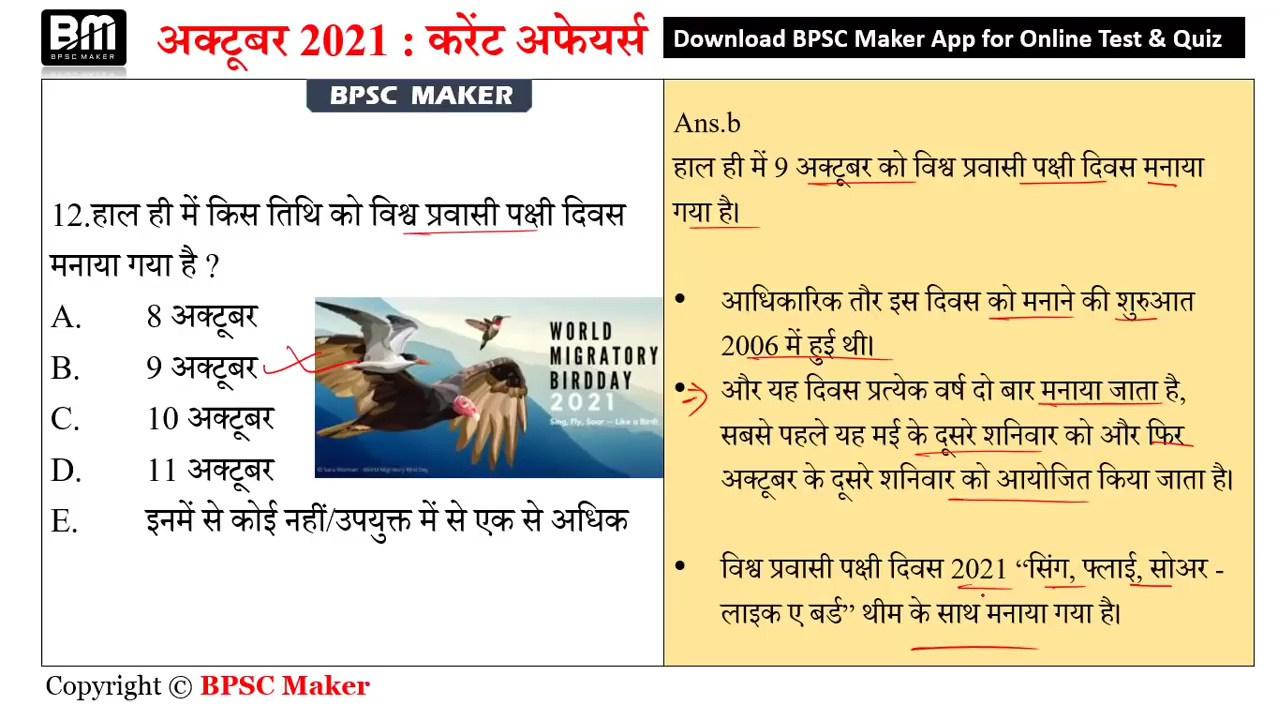 BM
BPSC MAKER
अक्टूबर 2021 : करेंट अफेयर्स
Download BPSC Maker App for Online Test & Quiz
BPSC MAKER
12.हाल ही में किस तिथि को विश्व प्रवासी पक्षी दिवस
मनाया गया है ?
A. 8 अक्टूबर
B. 9 अक्टूबर
C. 10 अक्टूबर
D. 11 अक्टूबर
E. इनमें से कोई नहीं/उपयुक्त में से एक से अधिक
WORLD
MIGRATORY
BIRDDAY
2021
Sing, Fly, Soar – Like a Bird!
Ans.b
हाल ही में 9 अक्टूबर को विश्व प्रवासी पक्षी दिवस मनाया
गया है।
• आधिकारिक तौर इस दिवस को मनाने की शुरुआत
2006 में हुई थी।
• और यह दिवस प्रत्येक वर्ष दो बार मनाया जाता है,
सबसे पहले यह मई के दूसरे शनिवार को और फिर
अक्टूबर के दूसरे शनिवार को आयोजित किया जाता है।
• विश्व प्रवासी पक्षी दिवस 2021 “सिंग, फ्लाई, सोअर -
लाइक ए बर्ड” थीम के साथ मनाया गया है।
Copyright © BPSC Maker